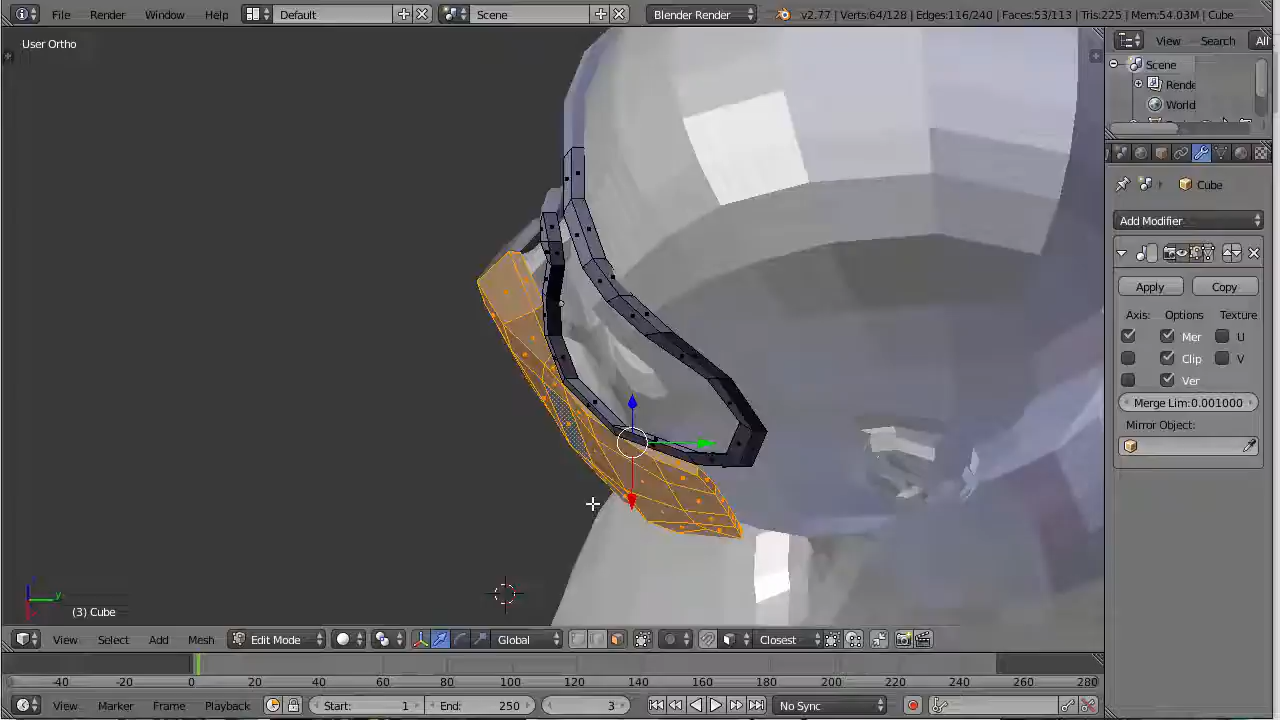 File Render Window Help Default Scene Blender Render v2.77 | Verts:64/128 | Edges:116/240 | Faces:53/113 | Tris:225 | Mem:54.03M | Cube
User Ortho
View Search All
Scene
Rende
World
Cube
Add Modifier
Apply Copy
Axis: Options Texture
Mer U
Clip V
Ver
Merge Lim:0.001000
Mirror Object:
y
(3) Cube
View Select Add Mesh Edit Mode Global Closest
-40 -20 0 20 40 60 80 100 120 140 160 180 200 220 240 260 280
View Marker Frame Playback Start: 1 End: 250 3 No Sync